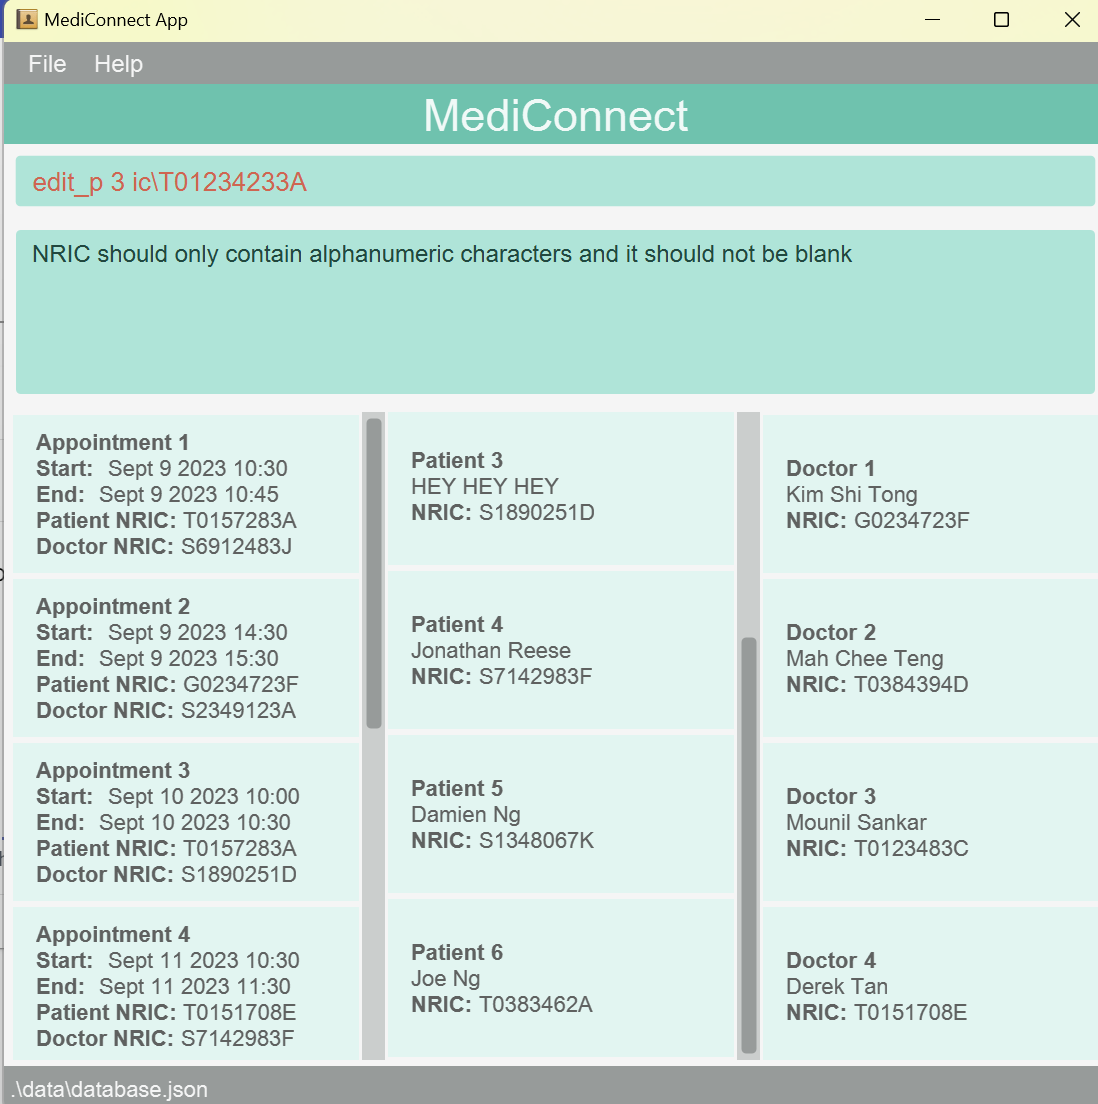 MediConnect App
File Help
MediConnect
edit_p 3 ic\T01234233A
NRIC should only contain alphanumeric characters and it should not be blank
Appointment 1
Start: Sept 9 2023 10:30
End: Sept 9 2023 10:45
Patient NRIC: T0157283A
Doctor NRIC: S6912483J
Appointment 2
Start: Sept 9 2023 14:30
End: Sept 9 2023 15:30
Patient NRIC: G0234723F
Doctor NRIC: S2349123A
Appointment 3
Start: Sept 10 2023 10:00
End: Sept 10 2023 10:30
Patient NRIC: T0157283A
Doctor NRIC: S1890251D
Appointment 4
Start: Sept 11 2023 10:30
End: Sept 11 2023 11:30
Patient NRIC: T0151708E
Doctor NRIC: S7142983F
Patient 3
HEY HEY HEY
NRIC: S1890251D
Patient 4
Jonathan Reese
NRIC: S7142983F
Patient 5
Damien Ng
NRIC: S1348067K
Patient 6
Joe Ng
NRIC: T0383462A
Doctor 1
Kim Shi Tong
NRIC: G0234723F
Doctor 2
Mah Chee Teng
NRIC: T0384394D
Doctor 3
Mounil Sankar
NRIC: T0123483C
Doctor 4
Derek Tan
NRIC: T0151708E
.\data\database.json